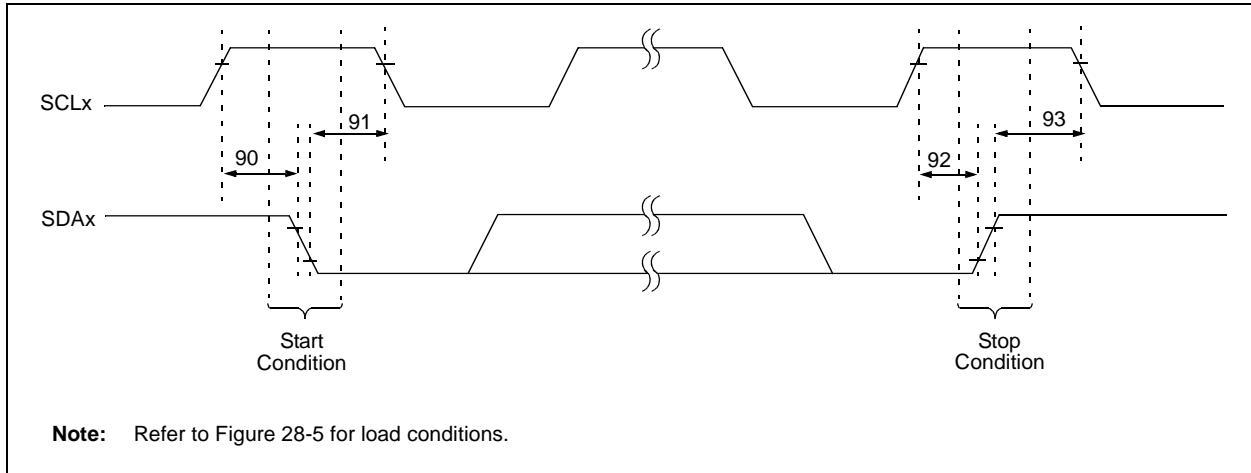 SCLx
91
93
90
92
SDAx
Start
Condition
Stop
Condition
Note: Refer to Figure 28-5 for load conditions.